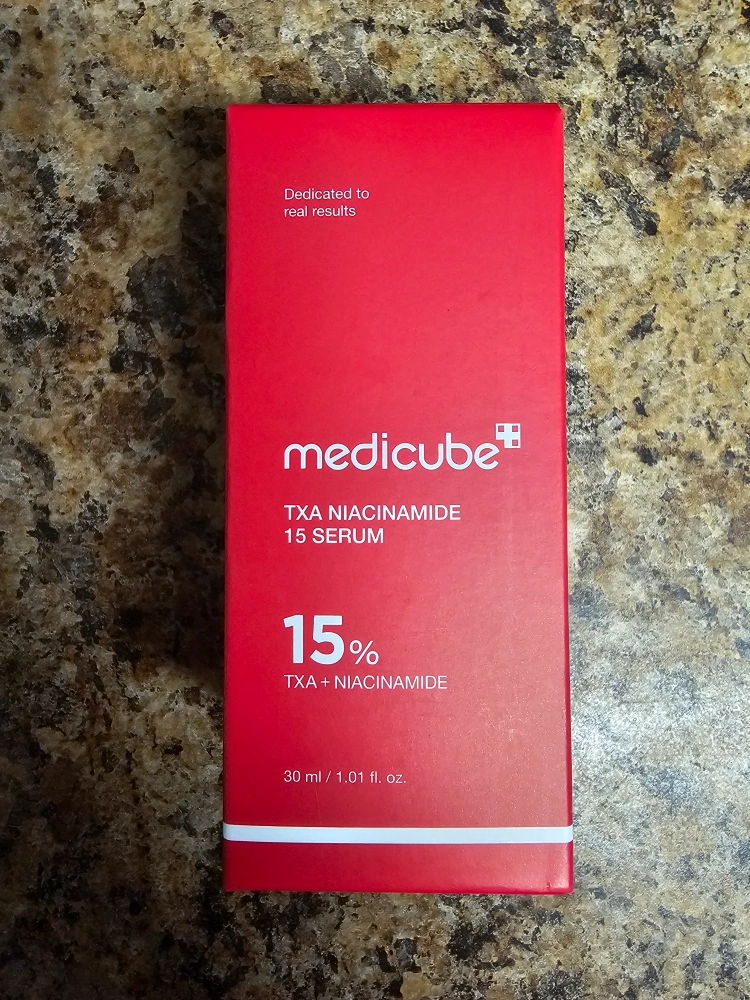 Dedicated to
real results
medicube
TXA NIACINAMIDE
15 SERUM
15%
TXA + NIACINAMIDE
30 ml / 1.01 fl. oz.